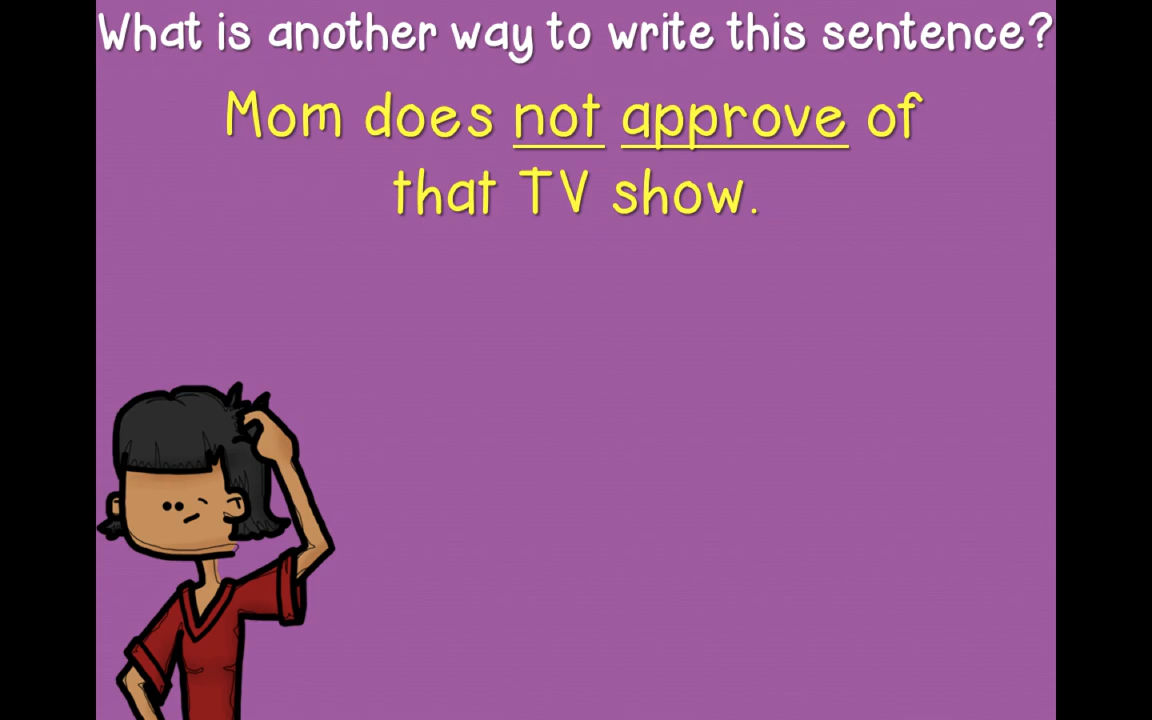 What is another way to write this sentence?
Mom does not approve of
that TV show.